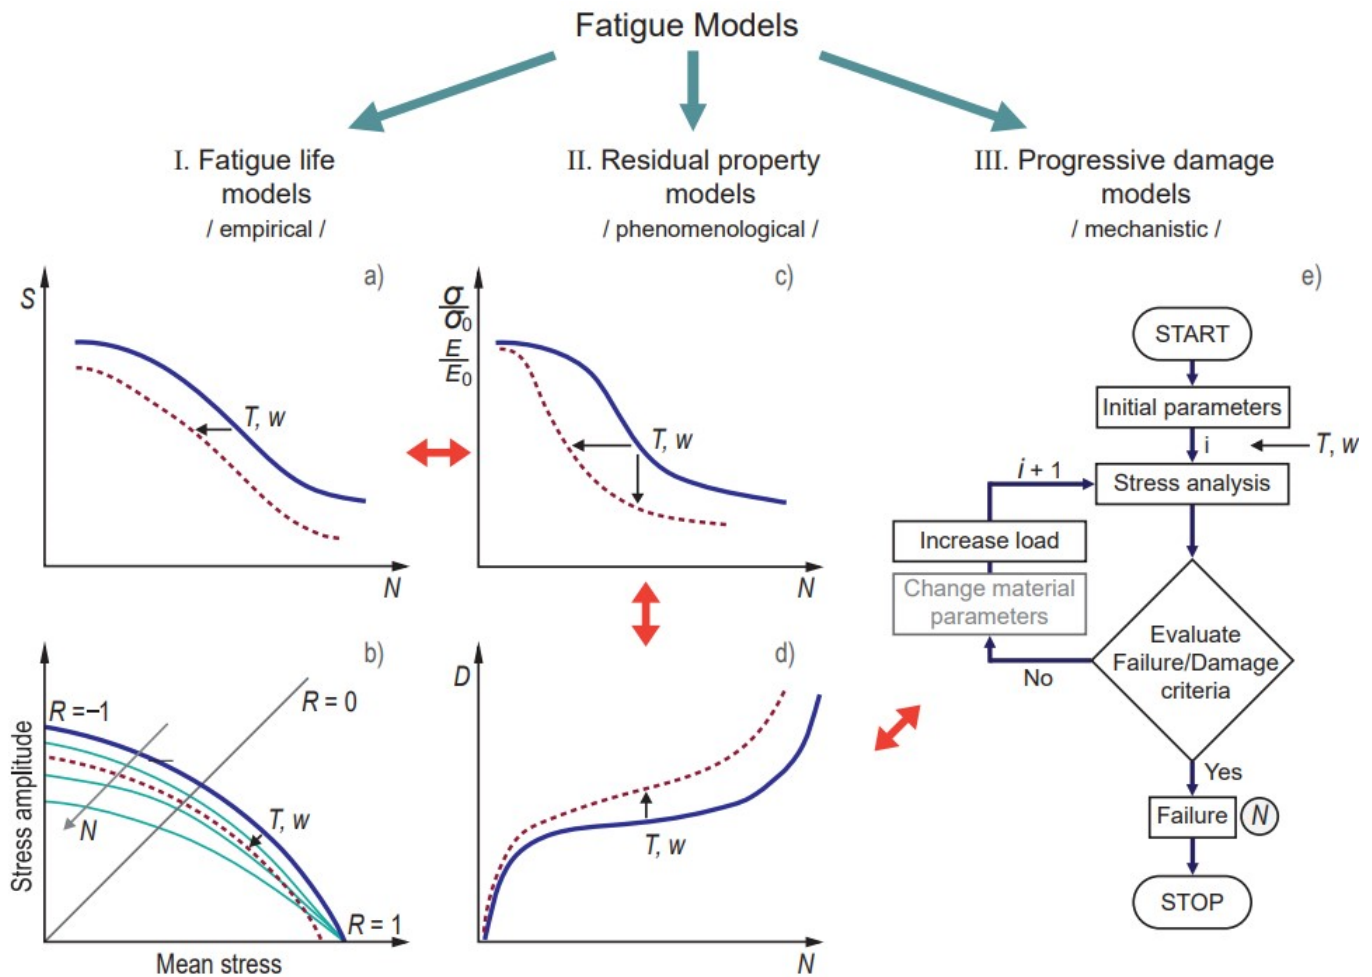 Fatigue Models
I. Fatigue life
models
/ empirical /
II. Residual property
models
/ phenomenological /
III. Progressive damage
models
/ mechanistic /
a)
S
T, w
N
b)
R = –1
R = 0
N
T, w
R = 1
Stress amplitude
Mean stress
c)
σ
σ0
E
E0
T, w
N
d)
D
T, w
N
e)
START
Initial parameters
i
T, w
i + 1
Stress analysis
Increase load
Change material
parameters
Evaluate
Failure/Damage
criteria
No
Yes
Failure
N
STOP